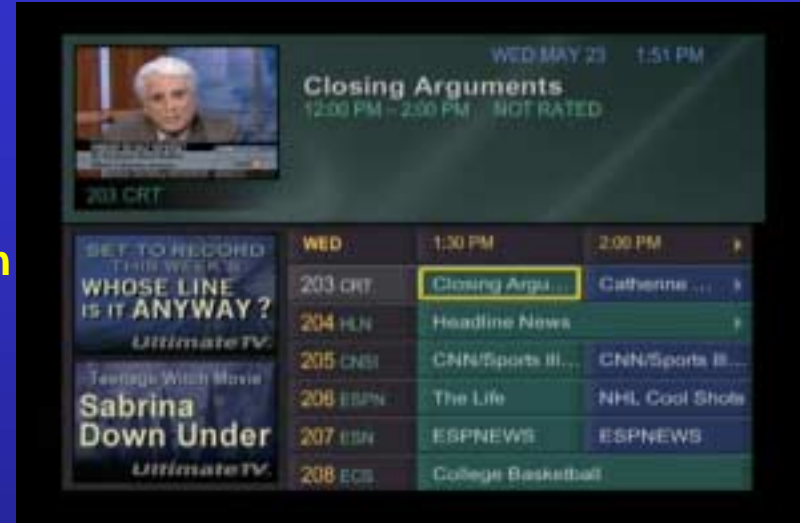 n
WED MAY 23 1:51 PM
Closing Arguments
12:00 PM – 2:00 PM NOT RATED
203 CRT
SET TO RECORD
THIS WEEK'S
WHOSE LINE
IS IT ANYWAY?
UltimateTV.
Teenage Witch Movie
Sabrina
Down Under
UltimateTV.
WED 1:30 PM 2:00 PM
203 CRT Closing Argu... Catherine ...
204 HLN Headline News
205 CNSI CNN/Sports Ill... CNN/Sports Ill...
206 ESPN The Life NHL Cool Shots
207 ESN ESPNEWS ESPNEWS
208 College Basketball